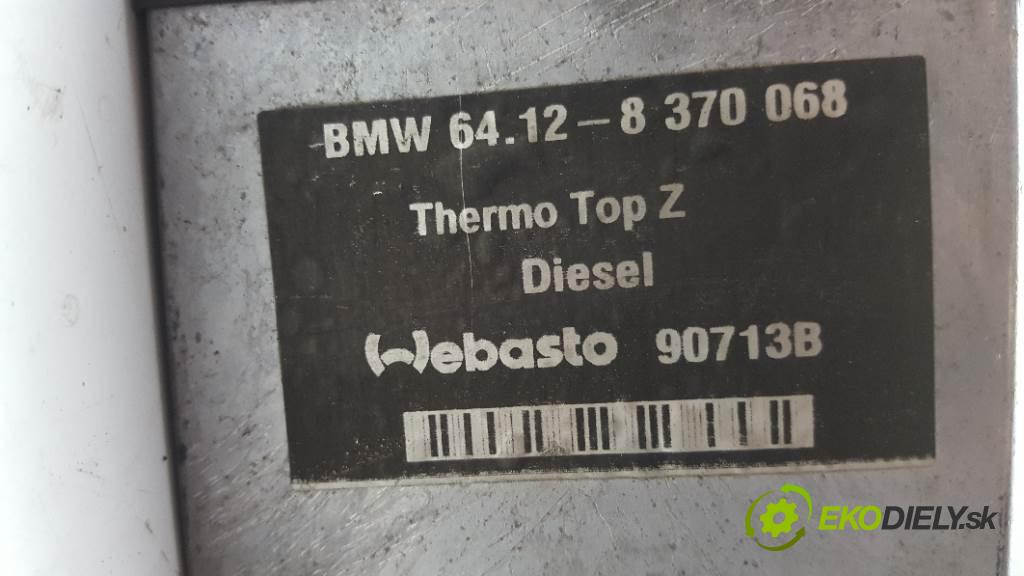 BMW 64.12-8 370 068
Thermo Top Z
Diesel
Webasto 90713B
EKODIELY.sk